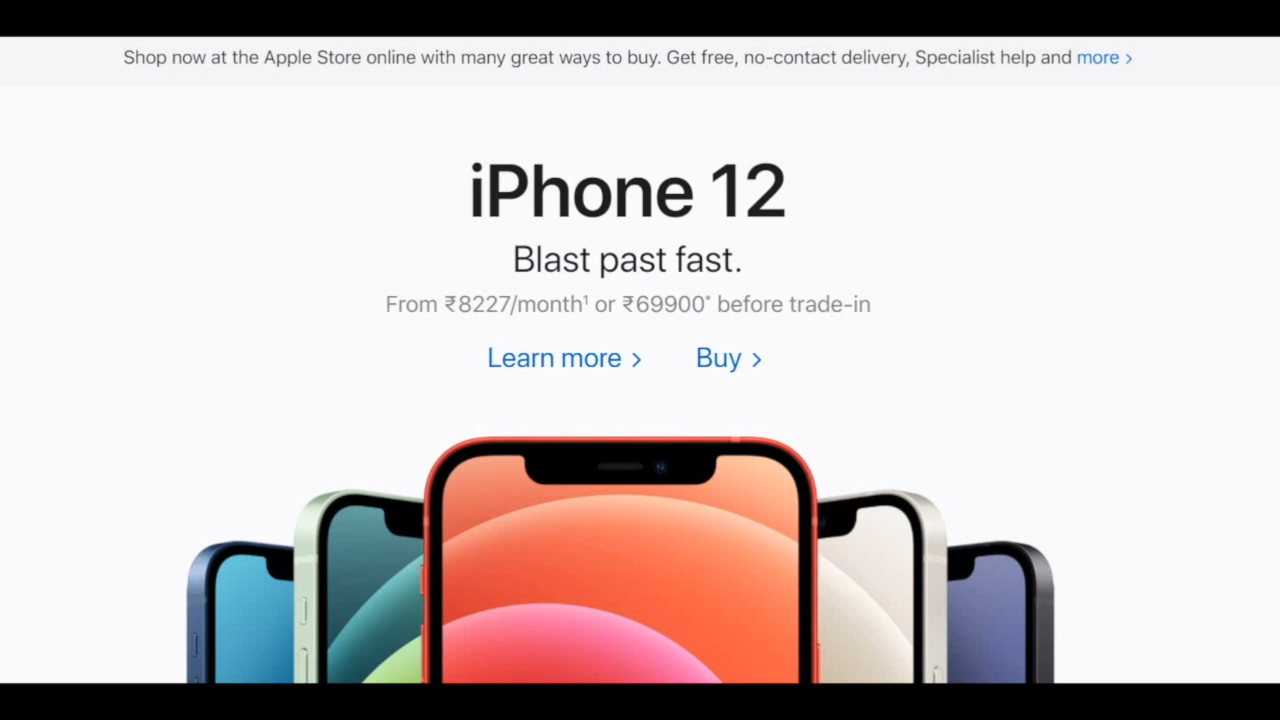 Shop now at the Apple Store online with many great ways to buy. Get free, no-contact delivery, Specialist help and more >
iPhone 12
Blast past fast.
From ₹8227/month¹ or ₹69900* before trade-in
Learn more > Buy >